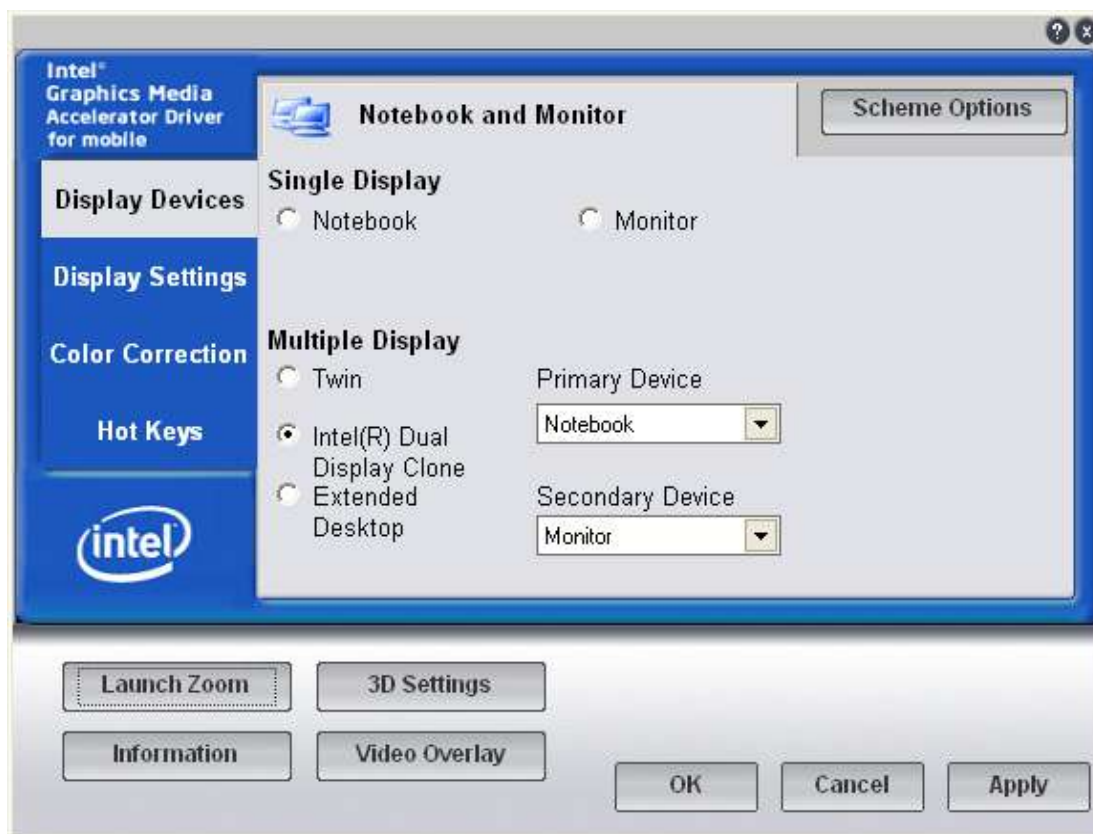 Intel®
Graphics Media
Accelerator Driver
for mobile
Notebook and Monitor
Scheme Options
Display Devices
Display Settings
Color Correction
Hot Keys
intel
Single Display
Notebook
Monitor
Multiple Display
Twin
Intel(R) Dual
Display Clone
Extended
Desktop
Primary Device
Notebook
Secondary Device
Monitor
Launch Zoom
3D Settings
Information
Video Overlay
OK
Cancel
Apply